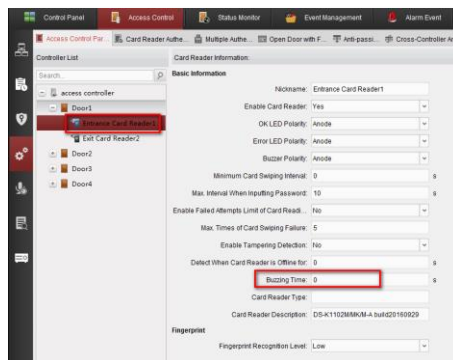 Control Panel Access Control Status Monitor Event Management Alarm Event
Access Control Par... Card Reader Authe... Multiple Authe... Open Door with F... Anti-passi... Cross-Controller An
Controller List
Card Reader Information:
Search...
Basic Information
access controller
Door1
Entrance Card Reader1
Exit Card Reader2
Door2
Door3
Door4
Nickname: Entrance Card Reader1
Enable Card Reader: Yes
OK LED Polarity: Anode
Error LED Polarity: Anode
Buzzer Polarity: Anode
Minimum Card Swiping Interval: 0 s
Max. Interval When Inputting Password: 10 s
Enable Failed Attempts Limit of Card Readi... No
Max. Times of Card Swiping Failure: 5
Enable Tampering Detection: No
Detect When Card Reader is Offline for: 0 s
Buzzing Time: 0 s
Card Reader Type:
Card Reader Description: DS-K1102M/MK/M-A build20160929
Fingerprint
Fingerprint Recognition Level: Low